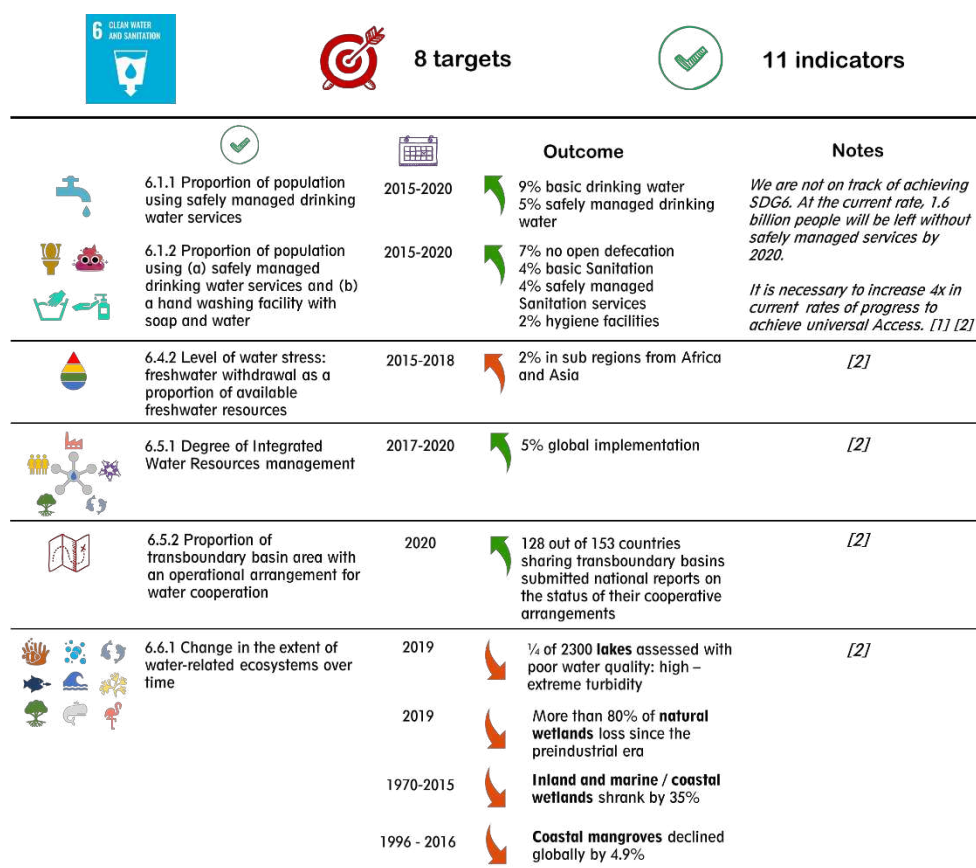 6 CLEAN WATER
AND SANITATION
8 targets
11 indicators
Outcome
Notes
6.1.1 Proportion of population
using safely managed drinking
water services
2015-2020
9% basic drinking water
5% safely managed drinking
water
We are not on track of achieving
SDG6. At the current rate, 1.6
billion people will be left without
safely managed services by
2020.
6.1.2 Proportion of population
using (a) safely managed
drinking water services and (b)
a hand washing facility with
soap and water
2015-2020
7% no open defecation
4% basic Sanitation
4% safely managed
Sanitation services
2% hygiene facilities
It is necessary to increase 4x in
current rates of progress to
achieve universal Access. [1] [2]
6.4.2 Level of water stress:
freshwater withdrawal as a
proportion of available
freshwater resources
2015-2018
2% in sub regions from Africa
and Asia
[2]
6.5.1 Degree of Integrated
Water Resources management
2017-2020
5% global implementation
[2]
6.5.2 Proportion of
transboundary basin area with
an operational arrangement for
water cooperation
2020
128 out of 153 countries
sharing transboundary basins
submitted national reports on
the status of their cooperative
arrangements
[2]
6.6.1 Change in the extent of
water-related ecosystems over
time
2019
¼ of 2300 lakes assessed with
poor water quality: high –
extreme turbidity
[2]
2019
More than 80% of natural
wetlands loss since the
preindustrial era
1970-2015
Inland and marine / coastal
wetlands shrank by 35%
1996 - 2016
Coastal mangroves declined
globally by 4.9%